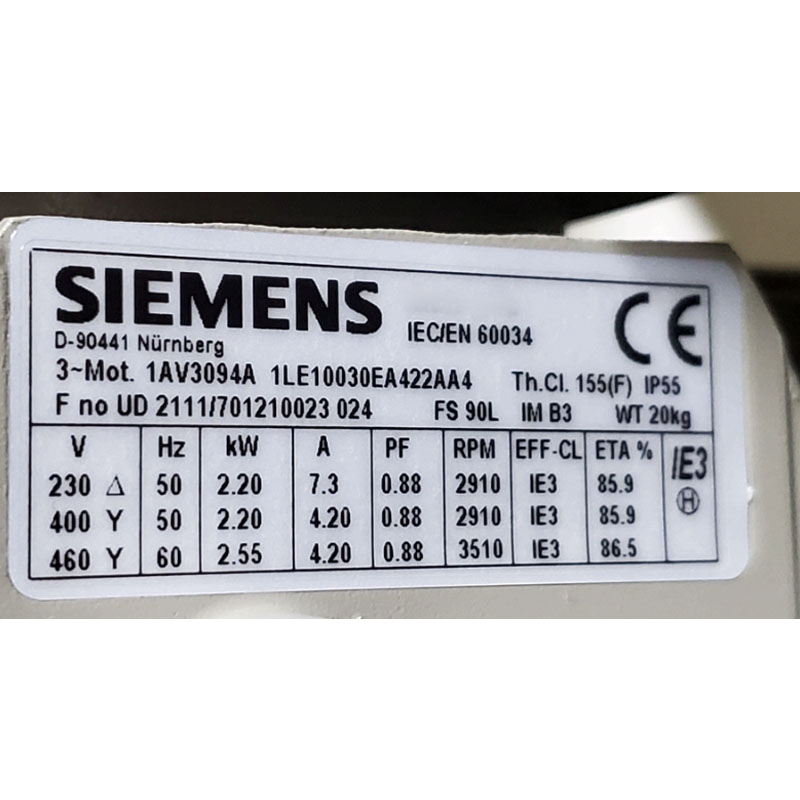 SIEMENS
D-90441 Nürnberg
IEC/EN 60034
CE
3~Mot. 1AV3094A 1LE10030EA422AA4 Th.Cl. 155(F) IP55
F no UD 2111/701210023 024 FS 90L IM B3 WT 20kg
V Hz kW A PF RPM EFF-CL ETA % IE3
230 Δ 50 2.20 7.3 0.88 2910 IE3 85.9 H
400 Y 50 2.20 4.20 0.88 2910 IE3 85.9
460 Y 60 2.55 4.20 0.88 3510 IE3 86.5